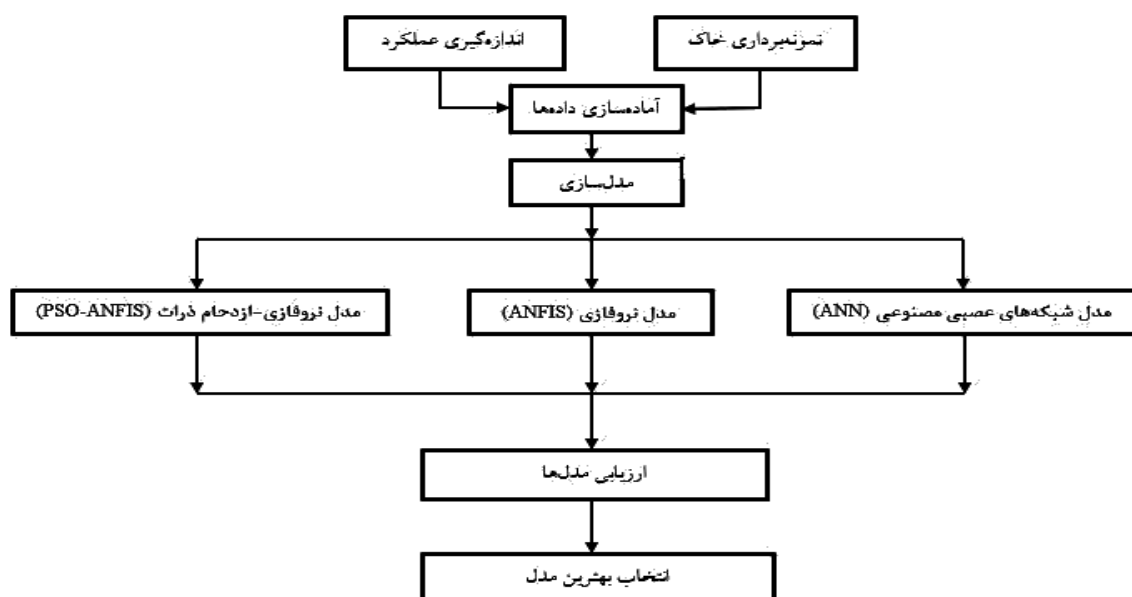 نمونه‌برداری خاک
اندازه‌گیری عملکرد
آماده‌سازی داده‌ها
مدل‌سازی
مدل شبکه‌های عصبی مصنوعی (ANN)
مدل نروفازی (ANFIS)
مدل نروفازی-ازدحام ذرات (PSO-ANFIS)
ارزیابی مدل‌ها
انتخاب بهترین مدل